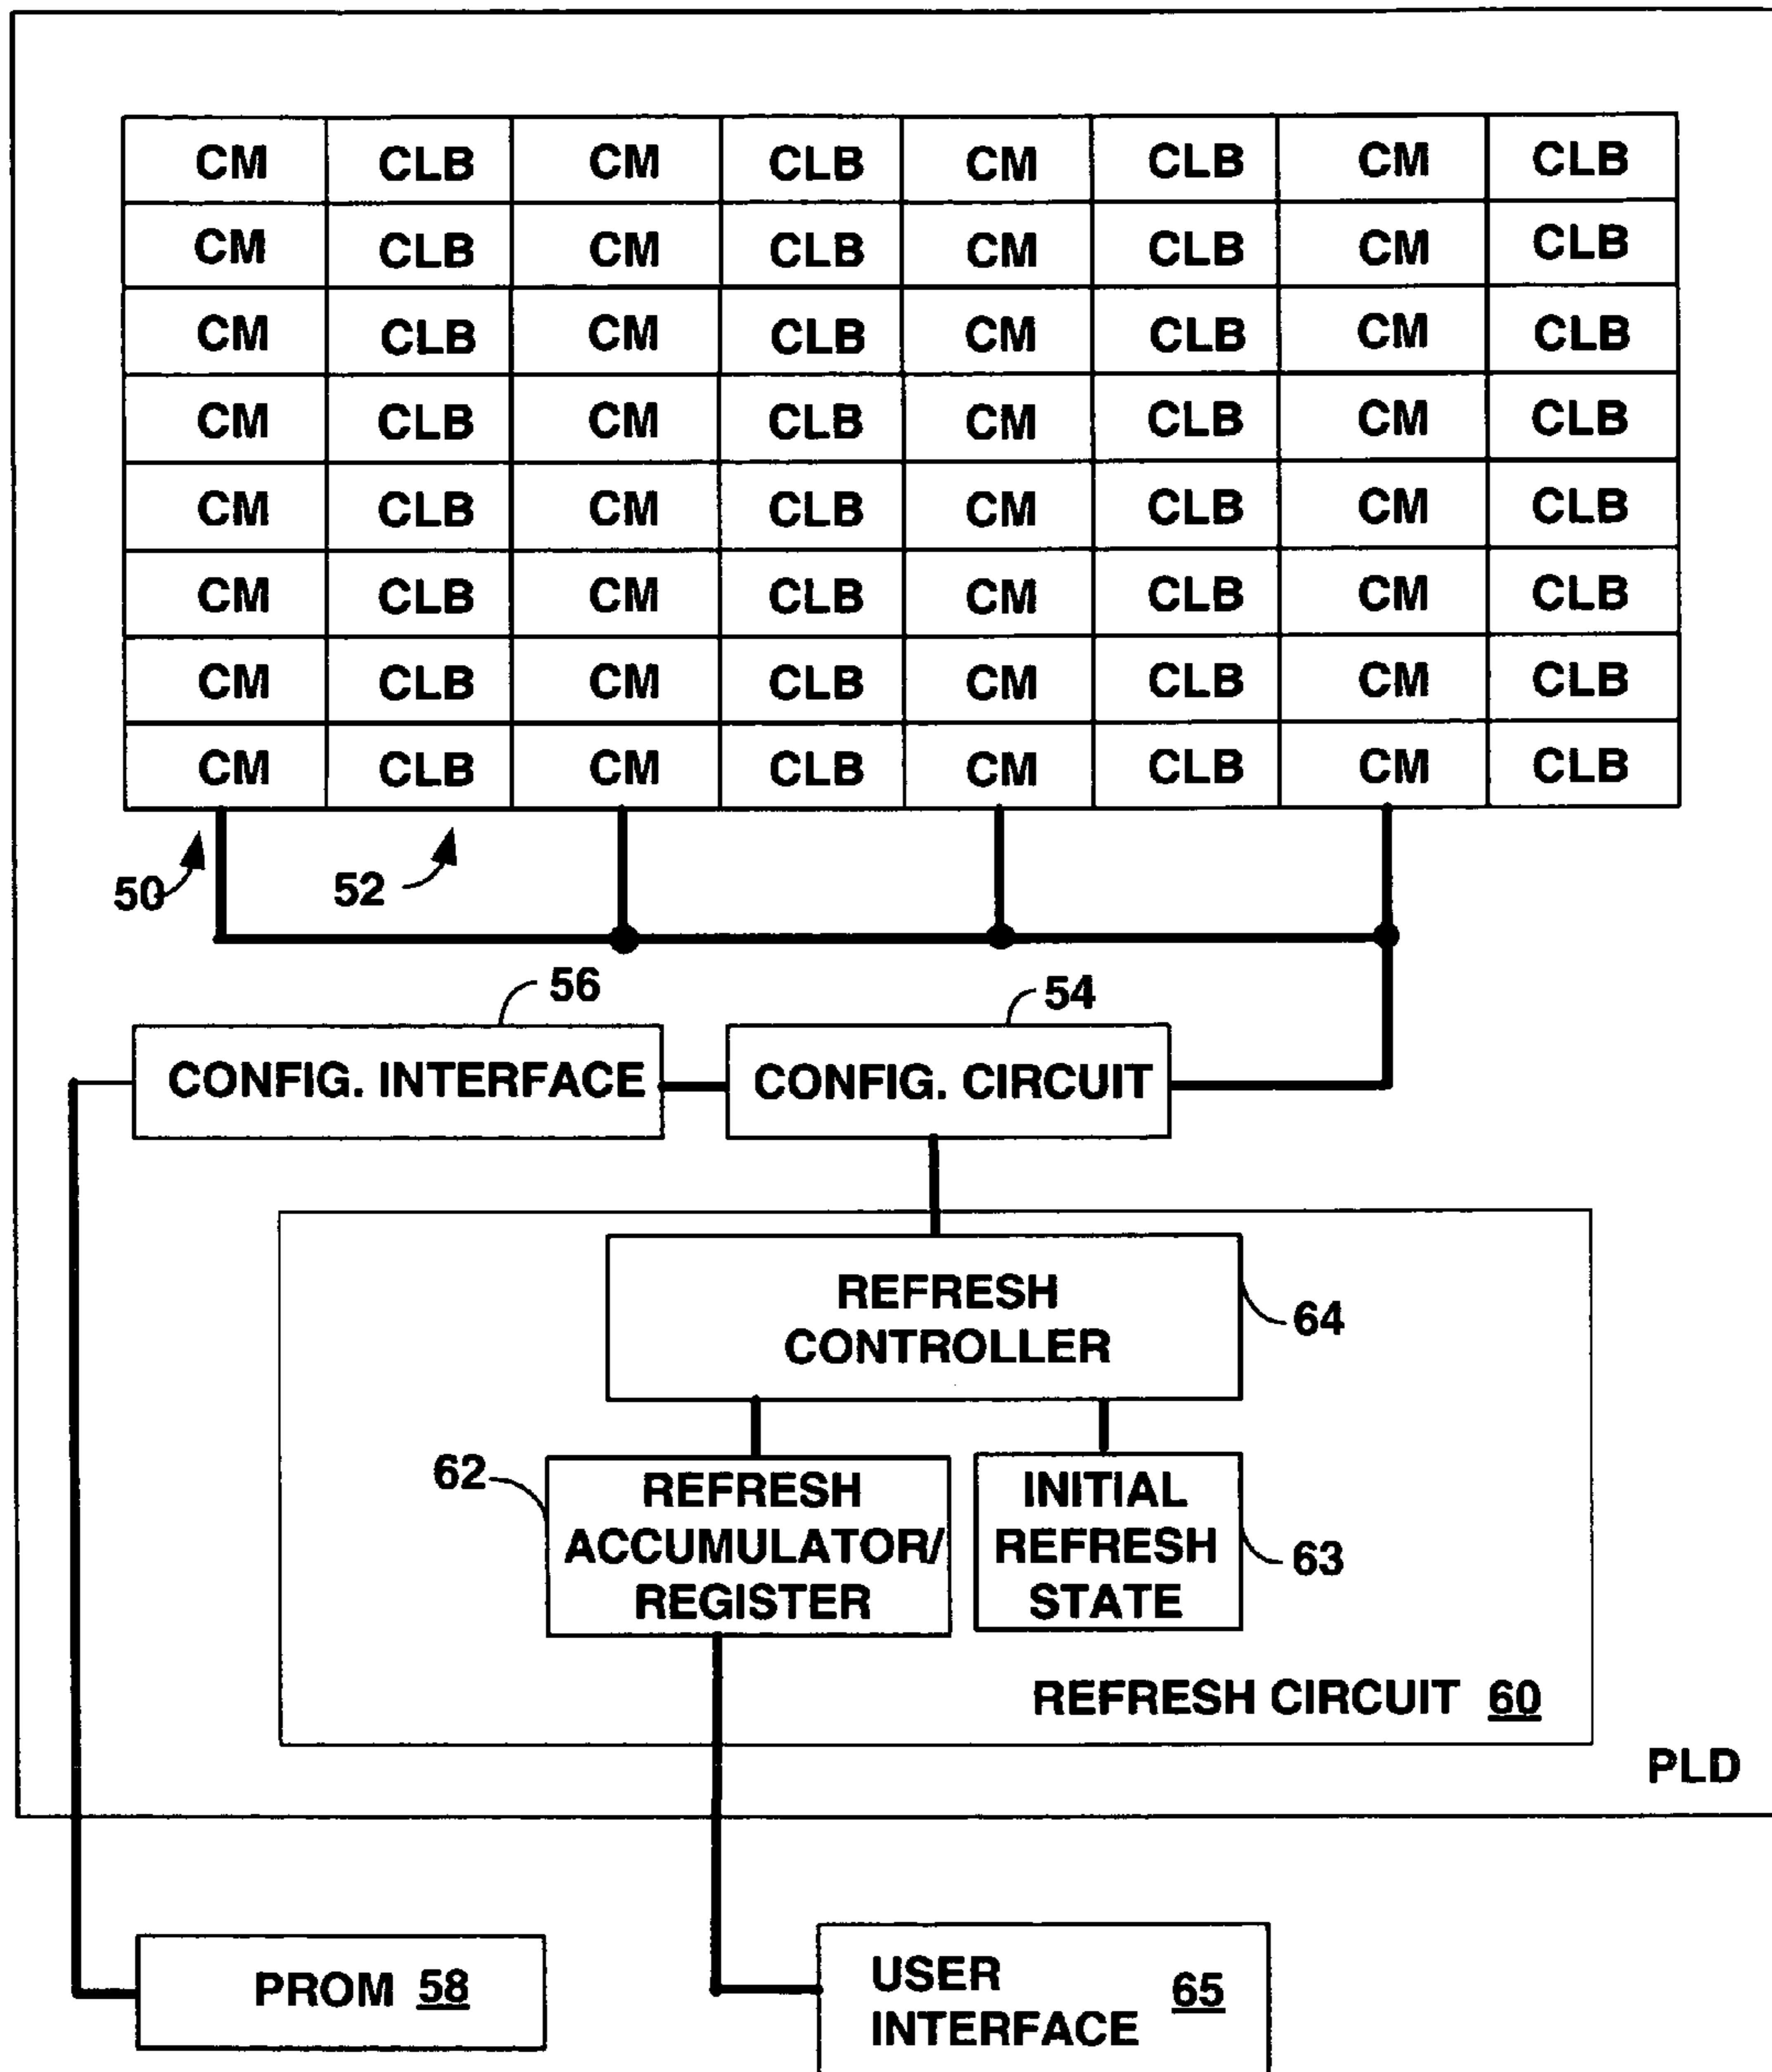 CM CLB CM CLB CM CLB CM CLB
CM CLB CM CLB CM CLB CM CLB
CM CLB CM CLB CM CLB CM CLB
CM CLB CM CLB CM CLB CM CLB
CM CLB CM CLB CM CLB CM CLB
CM CLB CM CLB CM CLB CM CLB
CM CLB CM CLB CM CLB CM CLB
CM CLB CM CLB CM CLB CM CLB
50
52
56
54
CONFIG. INTERFACE
CONFIG. CIRCUIT
REFRESH
CONTROLLER
64
62
REFRESH
ACCUMULATOR/
REGISTER
INITIAL
REFRESH
STATE
63
REFRESH CIRCUIT 60
PLD
PROM 58
USER
INTERFACE
65